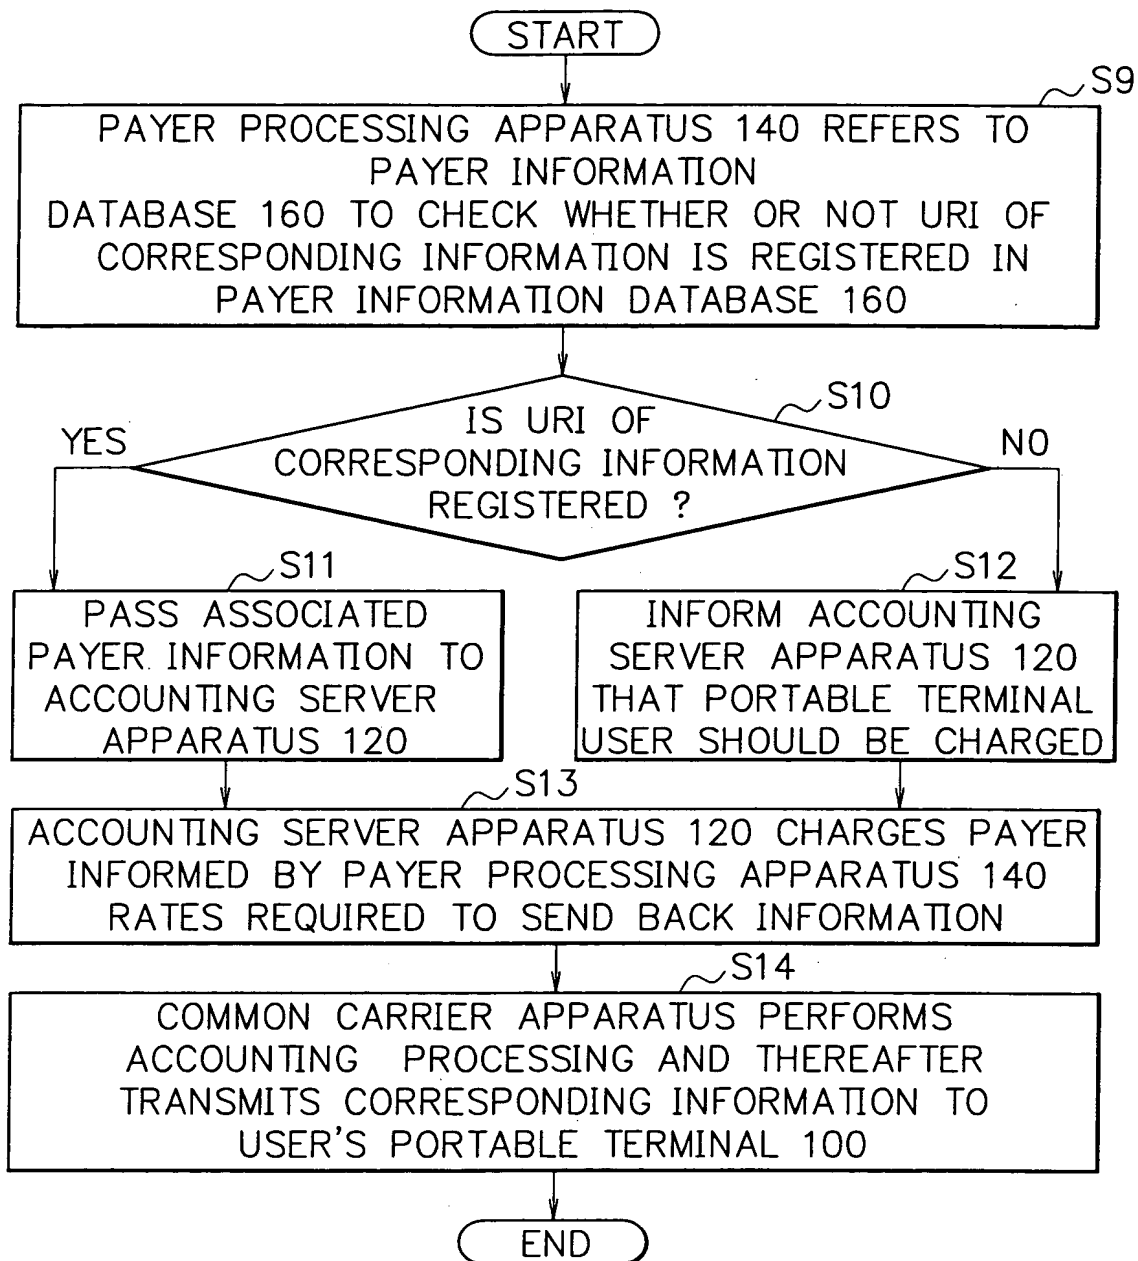 START
S9
PAYER PROCESSING APPARATUS 140 REFERS TO
PAYER INFORMATION
DATABASE 160 TO CHECK WHETHER OR NOT URI OF
CORRESPONDING INFORMATION IS REGISTERED IN
PAYER INFORMATION DATABASE 160
S10
IS URI OF
CORRESPONDING INFORMATION
REGISTERED ?
YES
NO
S11
PASS ASSOCIATED
PAYER INFORMATION TO
ACCOUNTING SERVER
APPARATUS 120
S12
INFORM ACCOUNTING
SERVER APPARATUS 120
THAT PORTABLE TERMINAL
USER SHOULD BE CHARGED
S13
ACCOUNTING SERVER APPARATUS 120 CHARGES PAYER
INFORMED BY PAYER PROCESSING APPARATUS 140
RATES REQUIRED TO SEND BACK INFORMATION
S14
COMMON CARRIER APPARATUS PERFORMS
ACCOUNTING PROCESSING AND THEREAFTER
TRANSMITS CORRESPONDING INFORMATION TO
USER'S PORTABLE TERMINAL 100
END